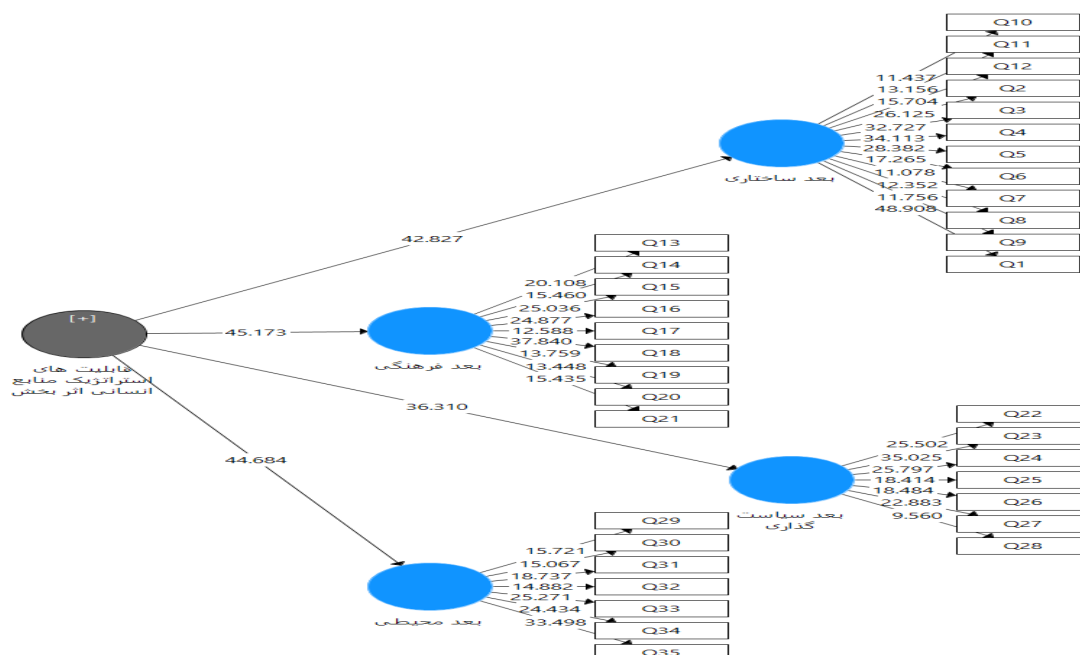 [+]
قابلیت های
استراتژیک منابع
انسانی اثر بخش
42.827
45.173
36.310
44.684
بعد ساختاری
11.437
13.156
15.704
26.125
32.727
34.113
28.382
17.265
11.078
12.352
11.756
48.908
Q10
Q11
Q12
Q2
Q3
Q4
Q5
Q6
Q7
Q8
Q9
Q1
بعد فرهنگی
20.108
15.460
25.036
24.877
12.588
37.840
13.759
13.448
15.435
Q13
Q14
Q15
Q16
Q17
Q18
Q19
Q20
Q21
بعد سیاست
گذاری
25.502
35.025
25.797
18.414
18.484
22.883
9.560
Q22
Q23
Q24
Q25
Q26
Q27
Q28
بعد محیطی
15.721
15.067
18.737
14.882
25.271
24.434
33.498
Q29
Q30
Q31
Q32
Q33
Q34
Q35